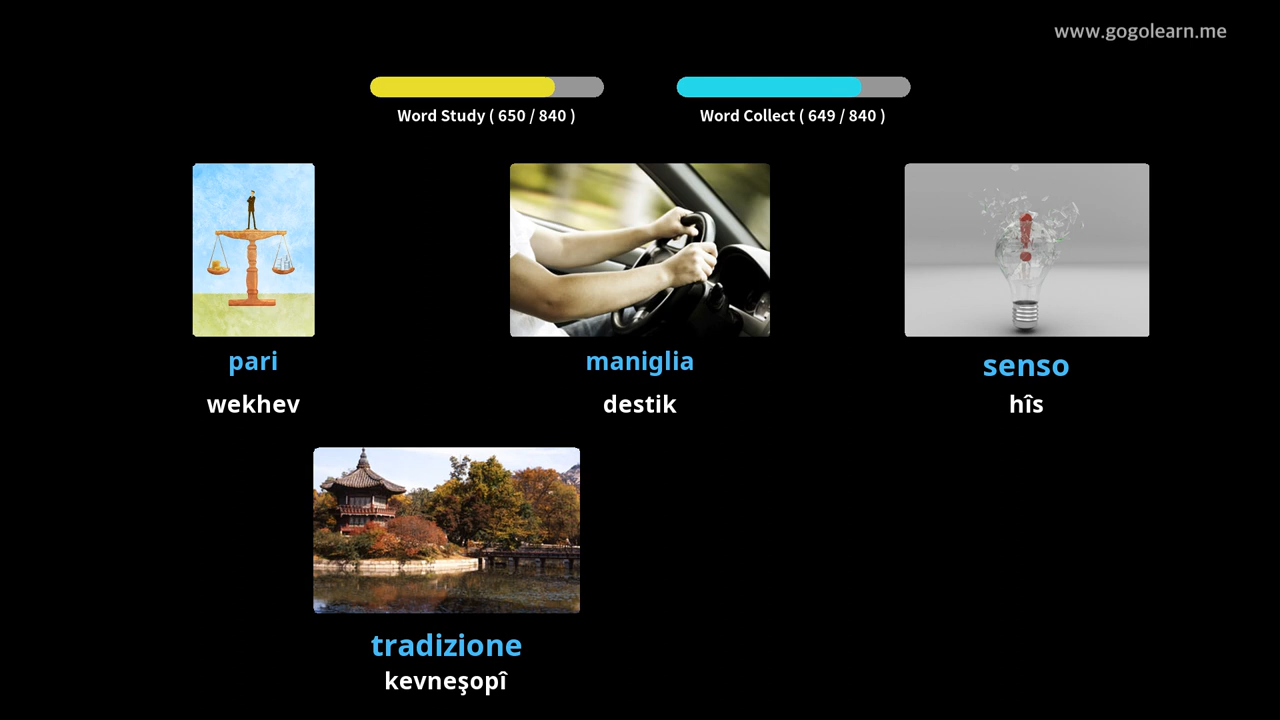 www.gogolearn.me
Word Study ( 650 / 840 )
Word Collect ( 649 / 840 )
pari
wekhev
maniglia
destik
senso
hîs
tradizione
kevneşopî